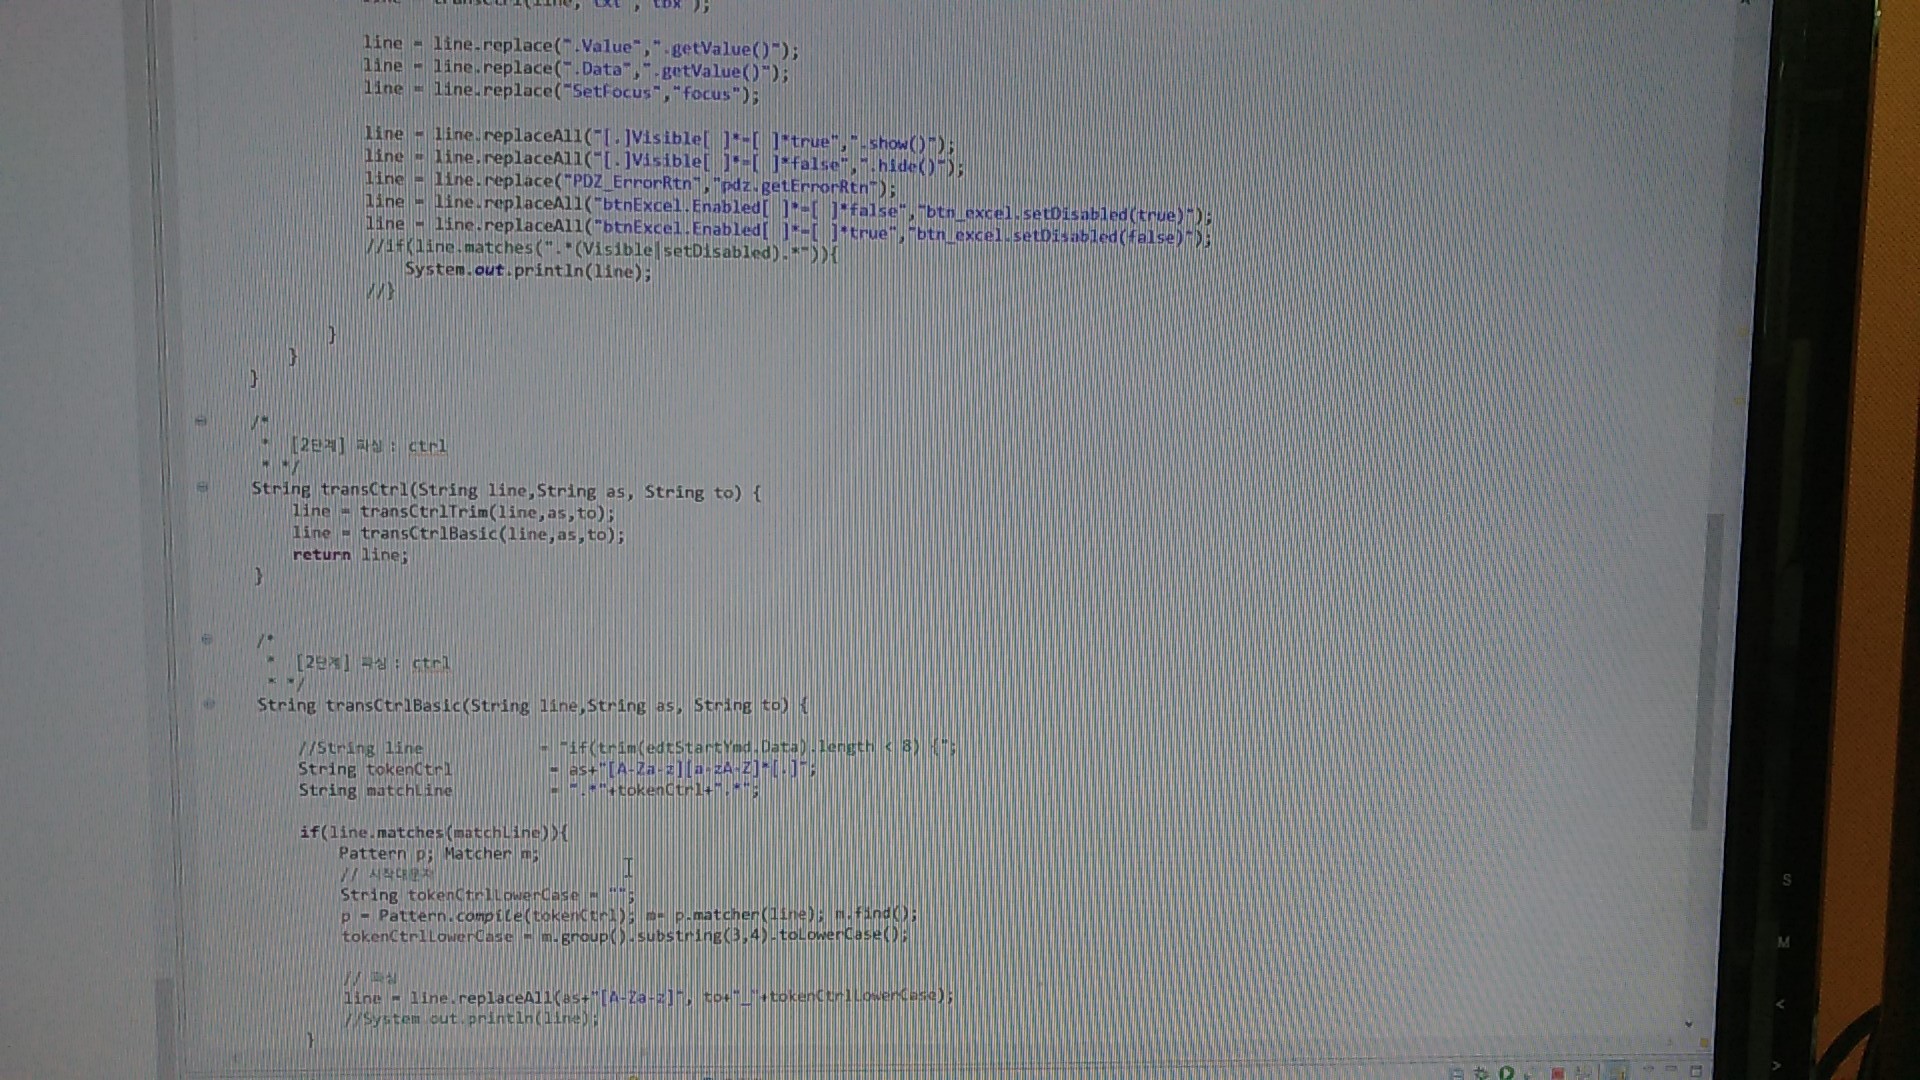 line = transCtrl(line, "txt", "tbx");
line = line.replace(".Value",".getValue()");
line = line.replace(".Data",".getValue()");
line = line.replace("SetFocus","focus");
line = line.replaceAll("[.]Visible[ ]*=[ ]*true",".show()");
line = line.replaceAll("[.]Visible[ ]*=[ ]*false",".hide()");
line = line.replace("PDZ_ErrorRtn","pdz.getErrorRtn");
line = line.replaceAll("btnExcel.Enabled[ ]*=[ ]*false","btn_excel.setDisabled(true)");
line = line.replaceAll("btnExcel.Enabled[ ]*=[ ]*true","btn_excel.setDisabled(false)");
//if(line.matches(".*(Visible|setDisabled).*")){
System.out.println(line);
//}
}
}
}
/*
* [2단계] 파싱 : ctrl
* */
String transCtrl(String line,String as, String to) {
line = transCtrlTrim(line,as,to);
line = transCtrlBasic(line,as,to);
return line;
}
/*
* [2단계] 파싱 : ctrl
* */
String transCtrlBasic(String line,String as, String to) {
//String line = "if(trim(edtStartYmd.Data).length < 8) {";
String tokenCtrl = as+"[A-Za-z][a-zA-Z]*[.]";
String matchLine = ".*"+tokenCtrl+".*";
if(line.matches(matchLine)){
Pattern p; Matcher m;
// 시작대문자
String tokenCtrlLowerCase = "";
p = Pattern.compile(tokenCtrl); m= p.matcher(line); m.find();
tokenCtrlLowerCase = m.group().substring(3,4).toLowerCase();
// 파싱
line = line.replaceAll(as+"[A-Za-z]", to+"_"+tokenCtrlLowerCase);
//System.out.println(line);
}
S
M
<
>